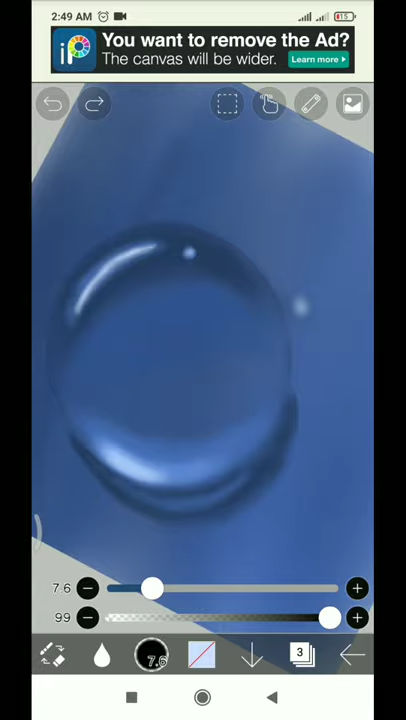 2:49 AM
15
You want to remove the Ad?
The canvas will be wider.
Learn more
iP
7.6
99
7.6
3